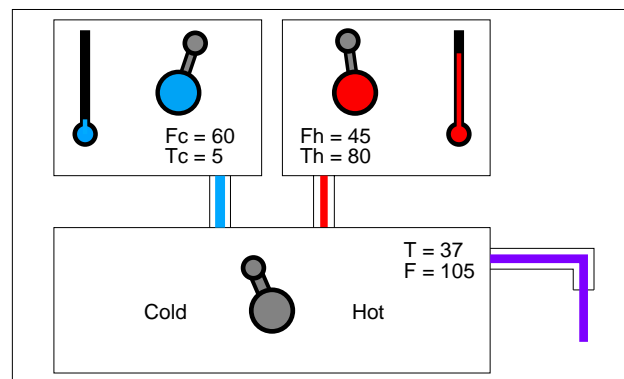 Fc = 60
Tc = 5
Fh = 45
Th = 80
T = 37
F = 105
Cold
Hot